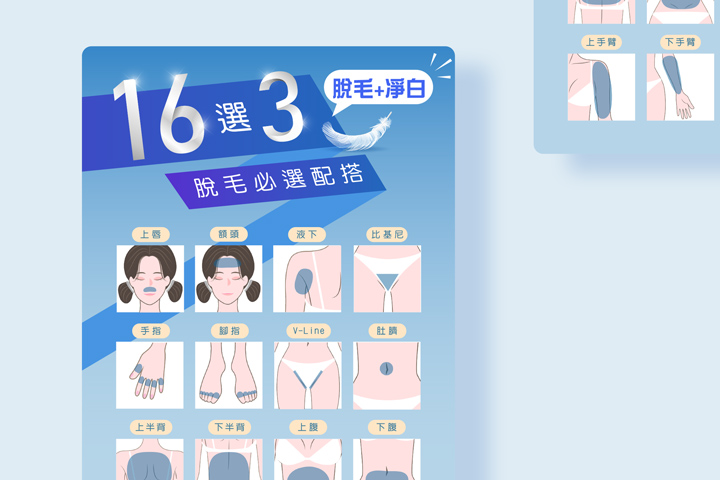 16選3
脫毛+淨白
脫毛必選配搭
上唇 額頭 液下 比基尼
手指 腳指 V-Line 肚臍
上半背 下半背 上腹 下腹
上手臂 下手臂